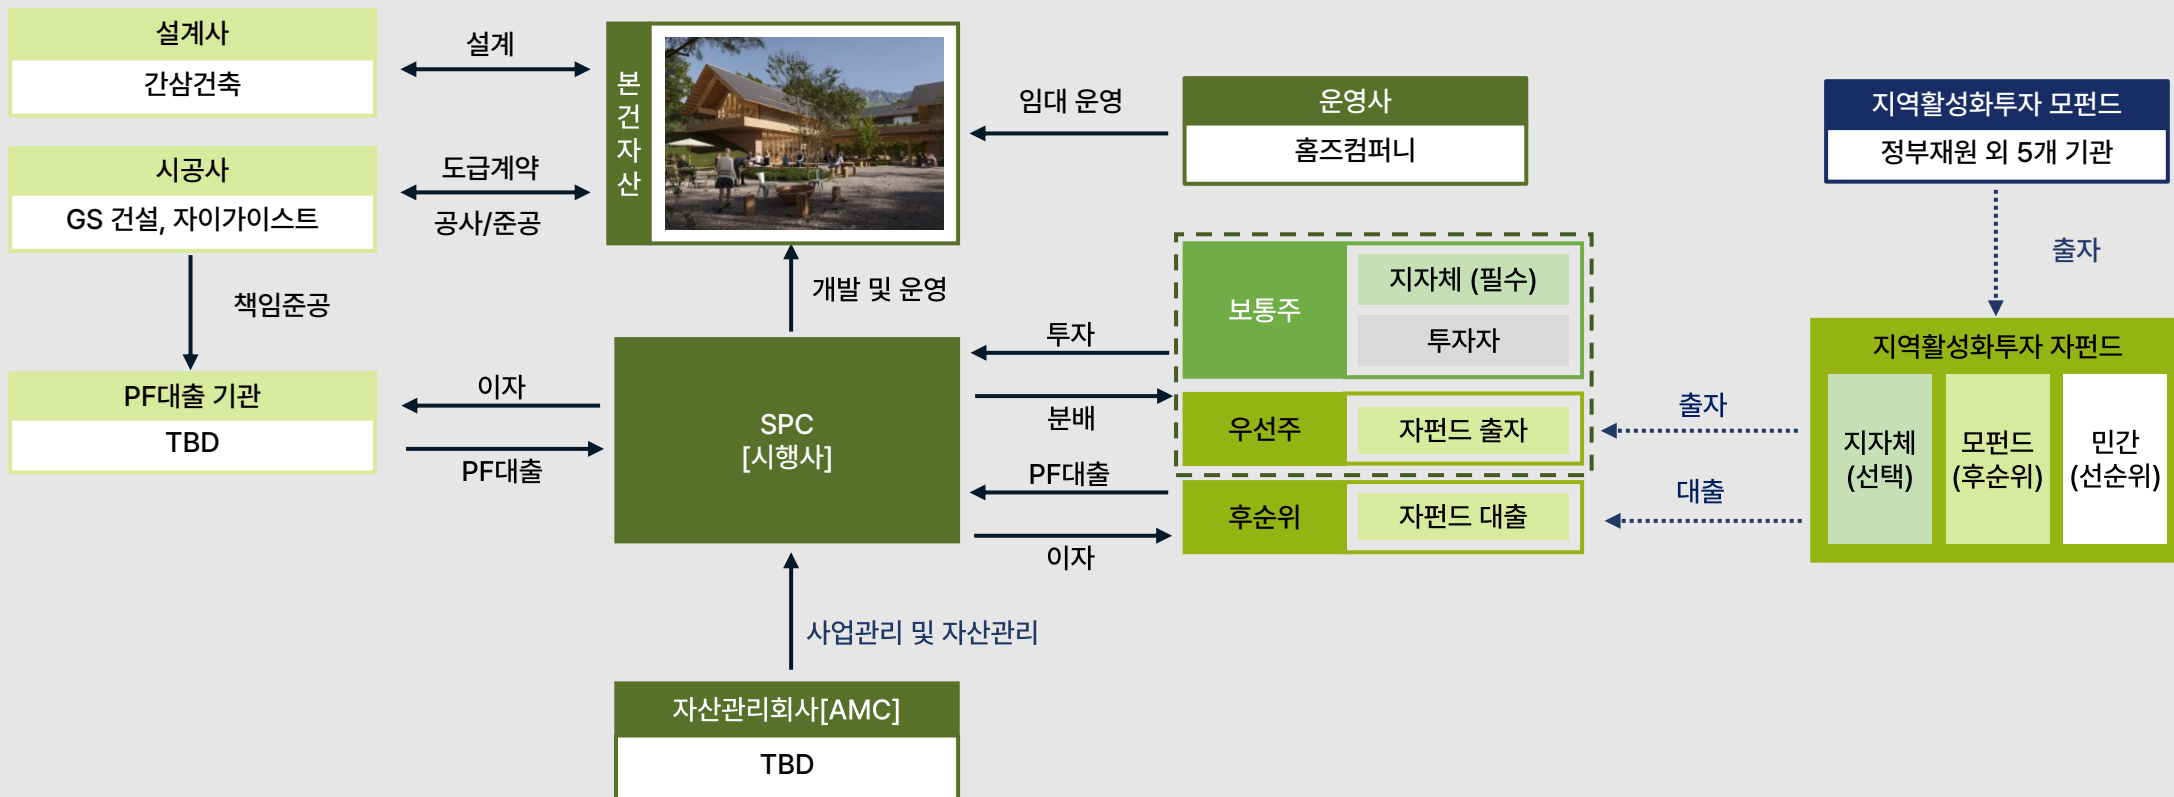 설계사
간삼건축
설계
본건자산
임대 운영
운영사
홈즈컴퍼니
지역활성화투자 모펀드
정부재원 외 5개 기관
시공사
GS 건설, 자이가이스트
도급계약
공사/준공
출자
책임준공
개발 및 운영
보통주
지자체 (필수)
투자자
투자
분배
우선주
자펀드 출자
출자
지역활성화투자 자펀드
지자체
(선택)
모펀드
(후순위)
민간
(선순위)
PF대출 기관
TBD
이자
PF대출
SPC
[시행사]
PF대출
이자
후순위
자펀드 대출
대출
사업관리 및 자산관리
자산관리회사[AMC]
TBD